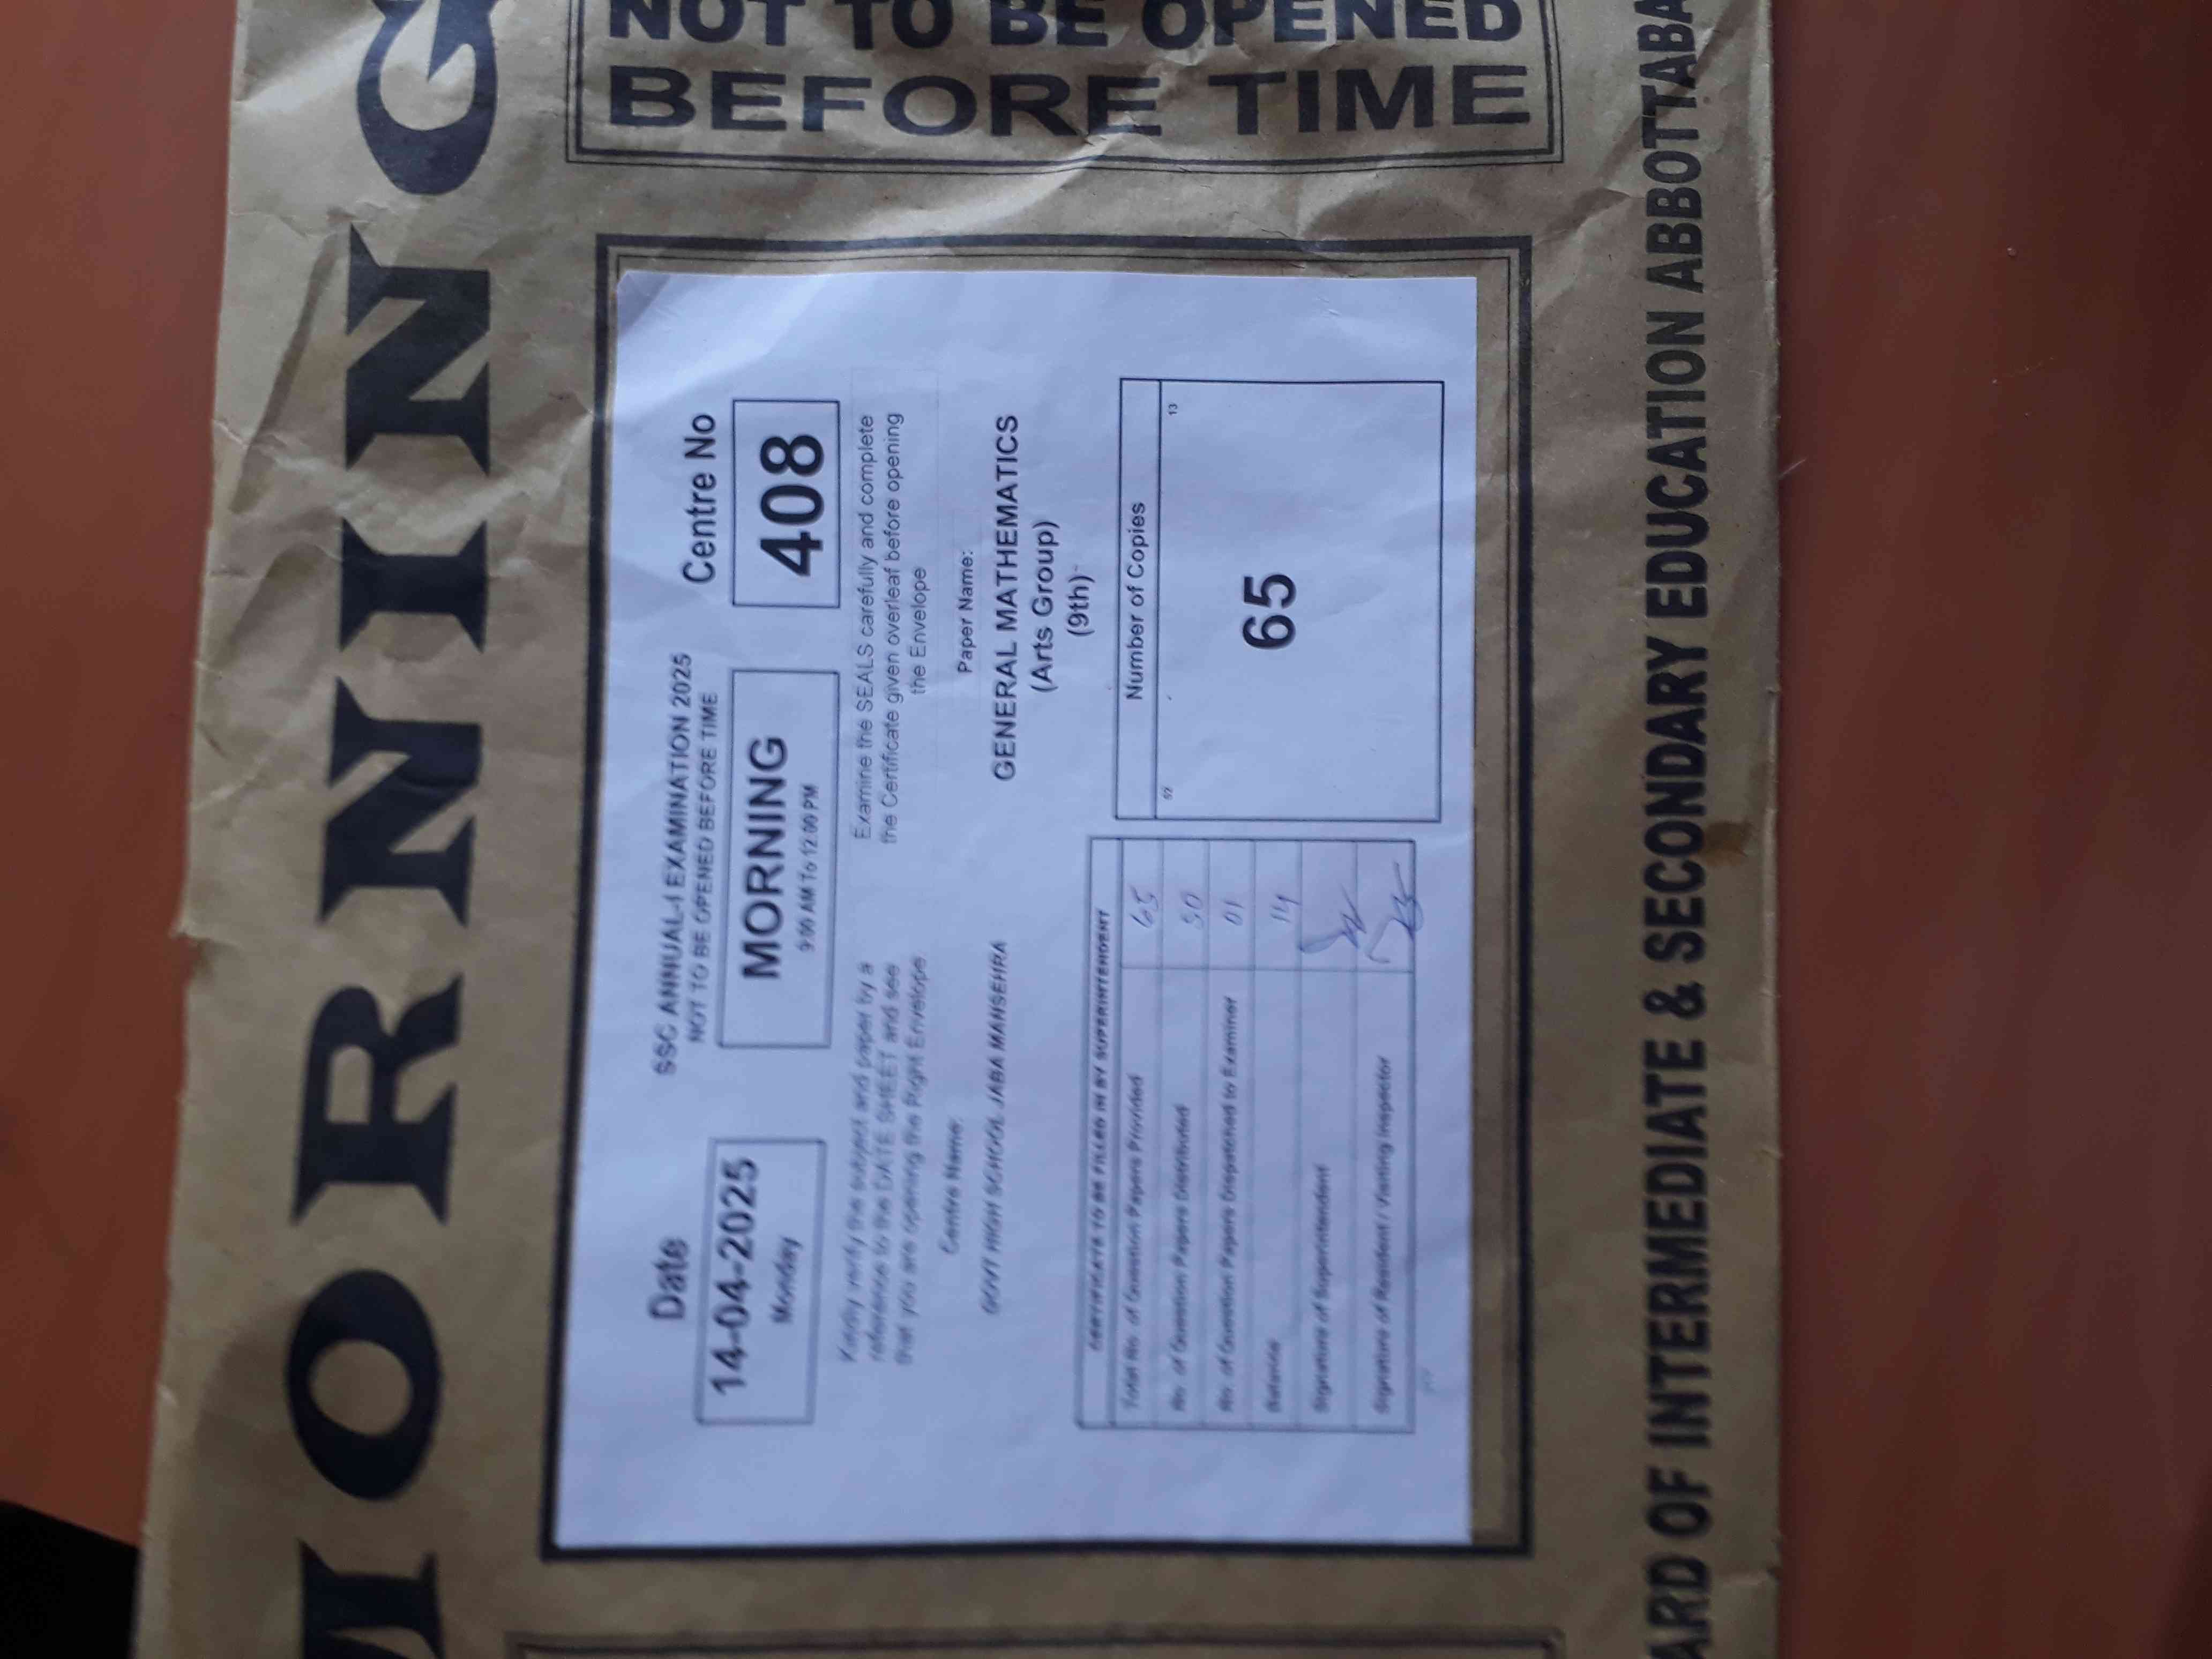 MORNING
NOT TO BE OPENED
BEFORE TIME
SSC ANNUAL-I EXAMINATION 2025
NOT TO BE OPENED BEFORE TIME
Date
14-04-2025
Monday
MORNING
9:00 AM To 12:00 PM
Centre No
408
Kindly verify the subject and paper by a
reference to the DATE SHEET and see
that you are opening the Right Envelope.
Examine the SEALS carefully and complete
the Certificate given overleaf before opening
the Envelope
Centre Name:
GOVT HIGH SCHOOL JABA MANSEHRA
Paper Name:
GENERAL MATHEMATICS
(Arts Group)
(9th)
CERTIFICATE TO BE FILLED IN BY SUPERINTENDENT
Total No. of Question Papers Provided 65
No. of Question Papers Distributed 50
No. of Question Papers Dispatched to Examiner 01
Balance 14
Signature of Superintendent
Signature of Resident / Visiting Inspector
Number of Copies
52 13
65
ARD OF INTERMEDIATE & SECONDARY EDUCATION ABBOTTABA